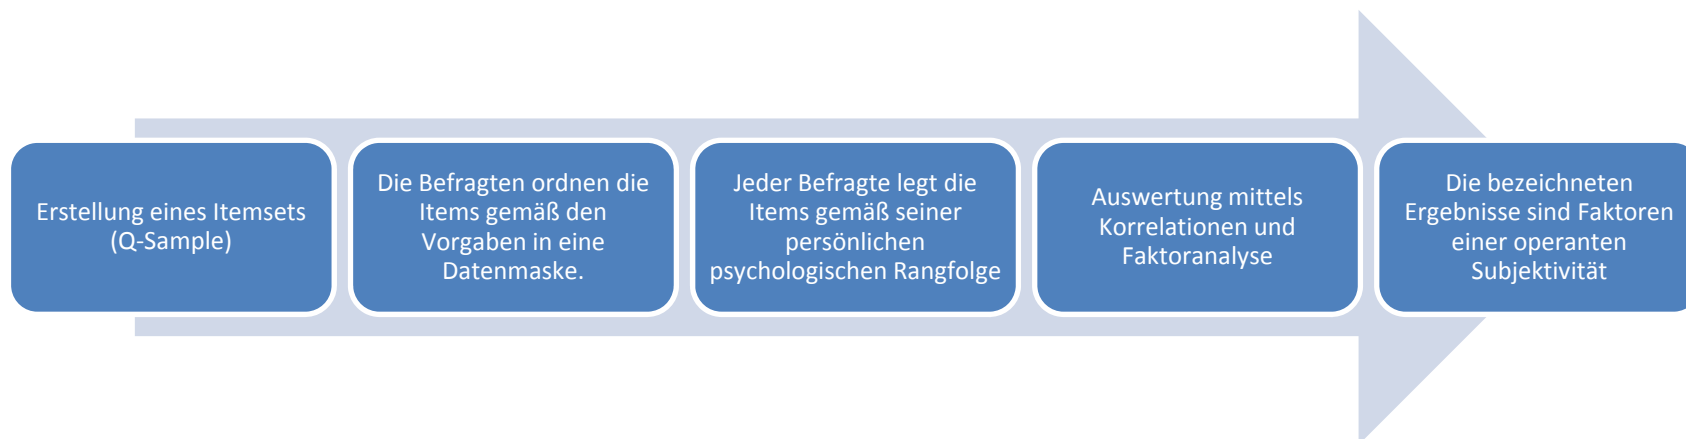 Erstellung eines Itemsets
(Q-Sample)
Die Befragten ordnen die
Items gemäß den
Vorgaben in eine
Datenmaske.
Jeder Befragte legt die
Items gemäß seiner
persönlichen
psychologischen Rangfolge
Auswertung mittels
Korrelationen und
Faktoranalyse
Die bezeichneten
Ergebnisse sind Faktoren
einer operanten
Subjektivität